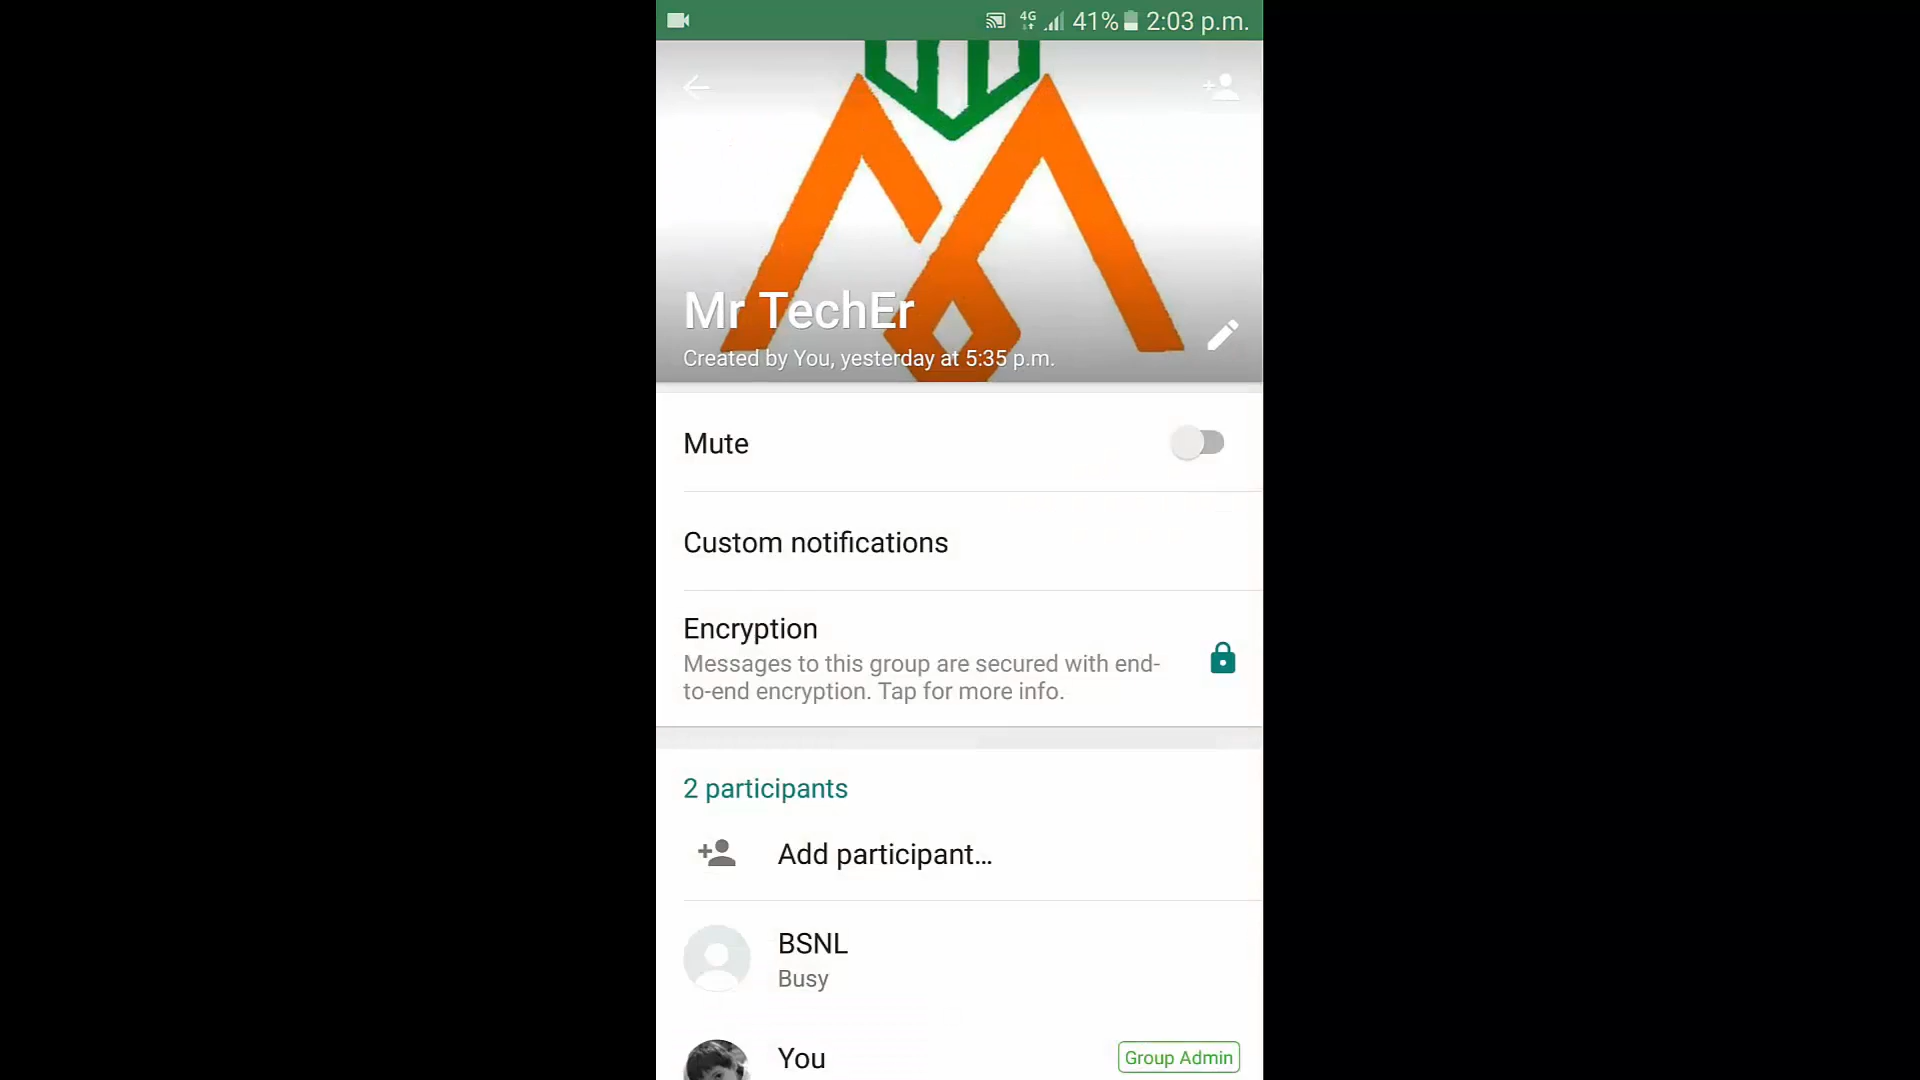 4G 41% 2:03 p.m.
Mr TechEr
Created by You, yesterday at 5:35 p.m.
Mute
Custom notifications
Encryption
Messages to this group are secured with end-
to-end encryption. Tap for more info.
2 participants
Add participant...
BSNL
Busy
You Group Admin